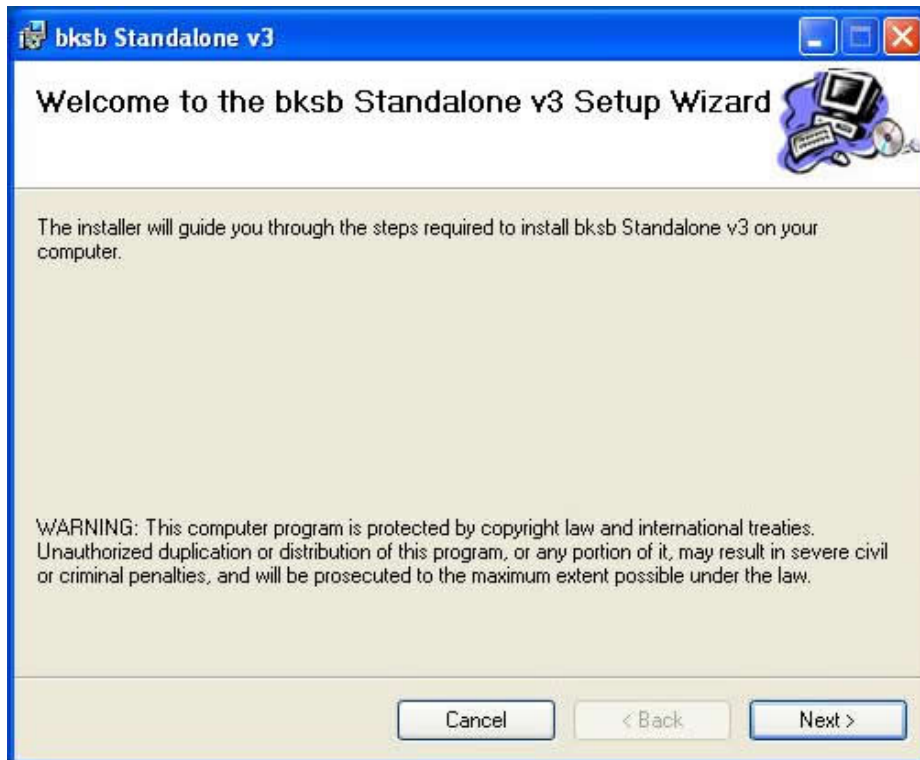 bksb Standalone v3
Welcome to the bksb Standalone v3 Setup Wizard
The installer will guide you through the steps required to install bksb Standalone v3 on your
computer.
WARNING: This computer program is protected by copyright law and international treaties.
Unauthorized duplication or distribution of this program, or any portion of it, may result in severe civil
or criminal penalties, and will be prosecuted to the maximum extent possible under the law.
Cancel
< Back
Next >